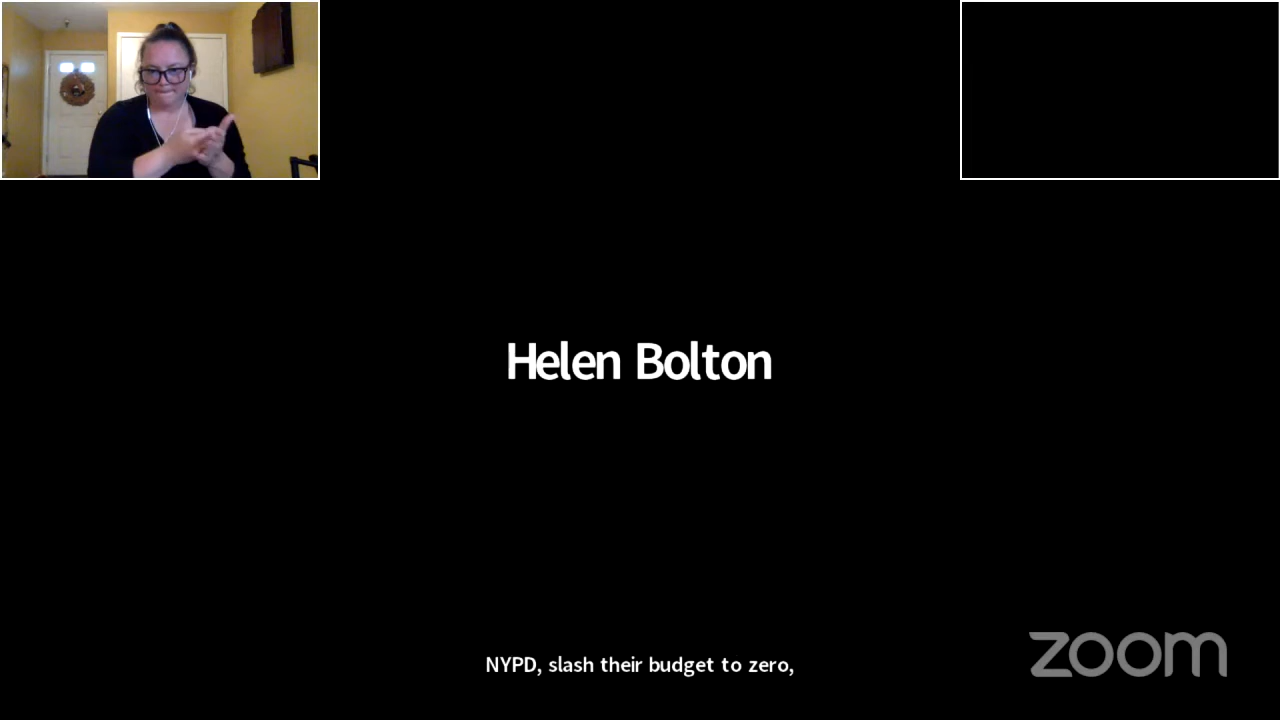 Helen Bolton
NYPD, slash their budget to zero,
zoom